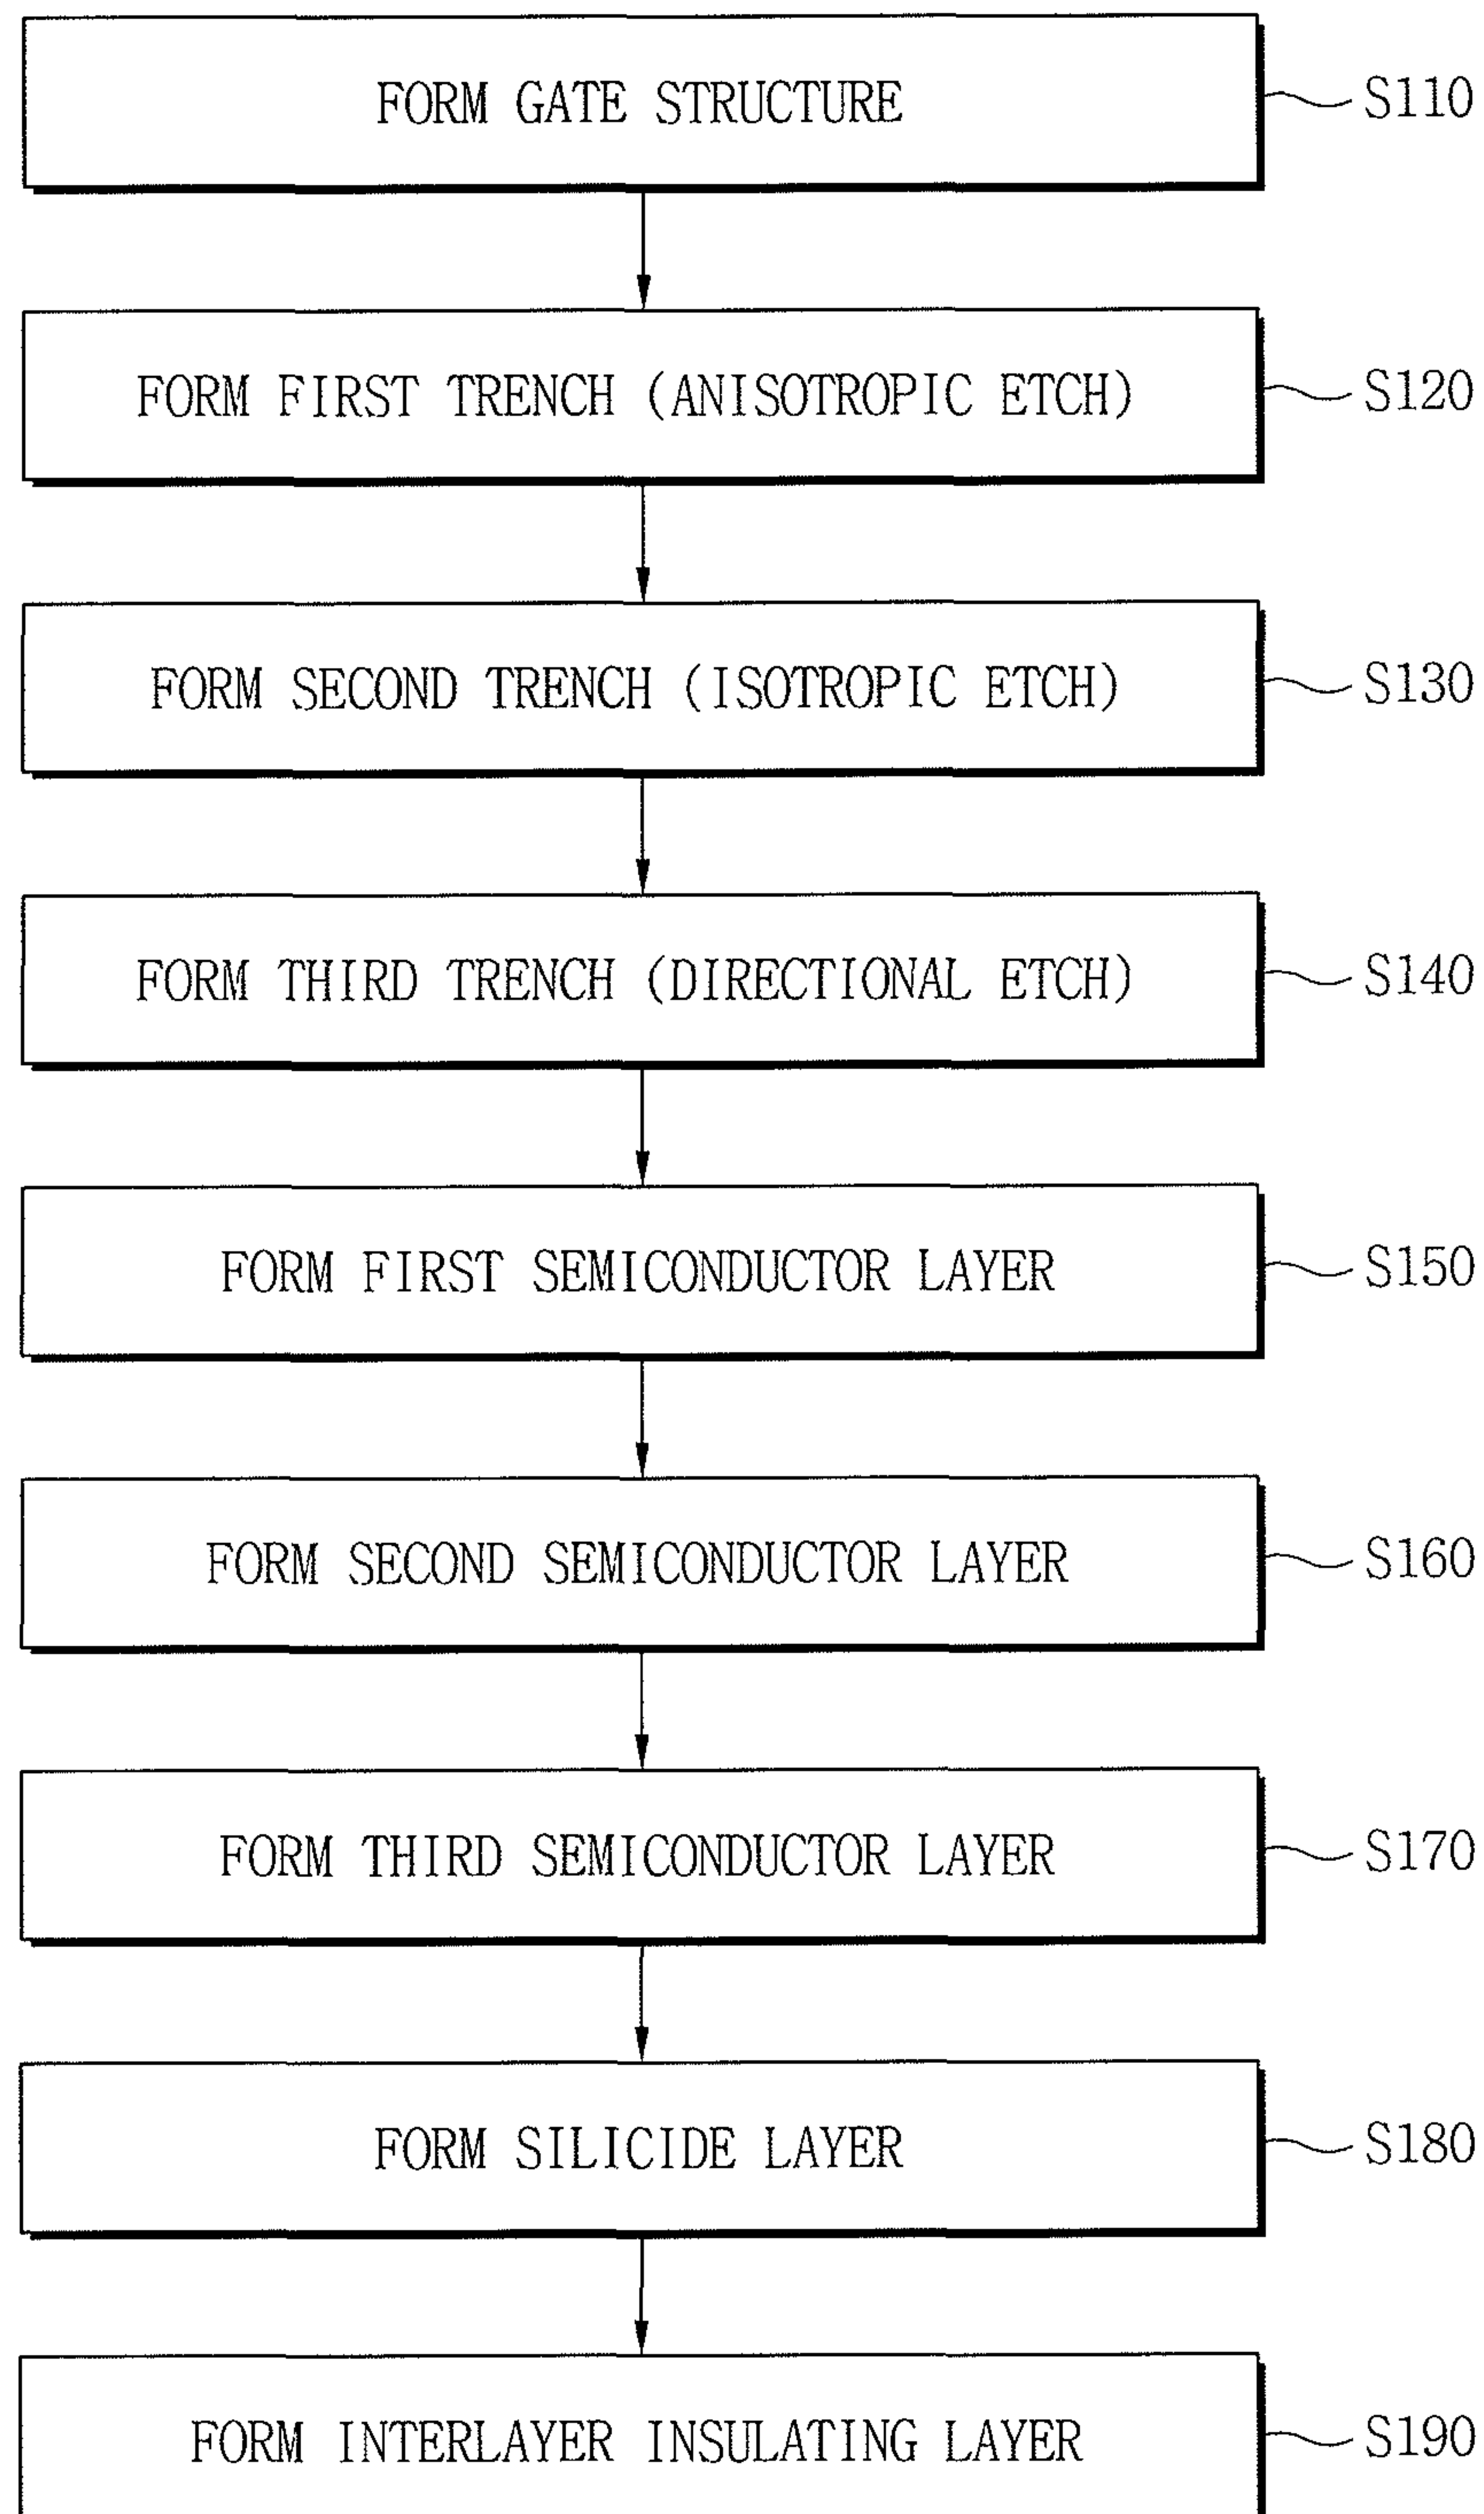 FORM GATE STRUCTURE S110
FORM FIRST TRENCH (ANISOTROPIC ETCH) S120
FORM SECOND TRENCH (ISOTROPIC ETCH) S130
FORM THIRD TRENCH (DIRECTIONAL ETCH) S140
FORM FIRST SEMICONDUCTOR LAYER S150
FORM SECOND SEMICONDUCTOR LAYER S160
FORM THIRD SEMICONDUCTOR LAYER S170
FORM SILICIDE LAYER S180
FORM INTERLAYER INSULATING LAYER S190